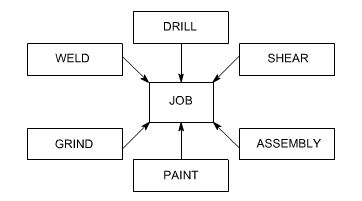 DRILL
WELD
SHEAR
JOB
GRIND
ASSEMBLY
PAINT